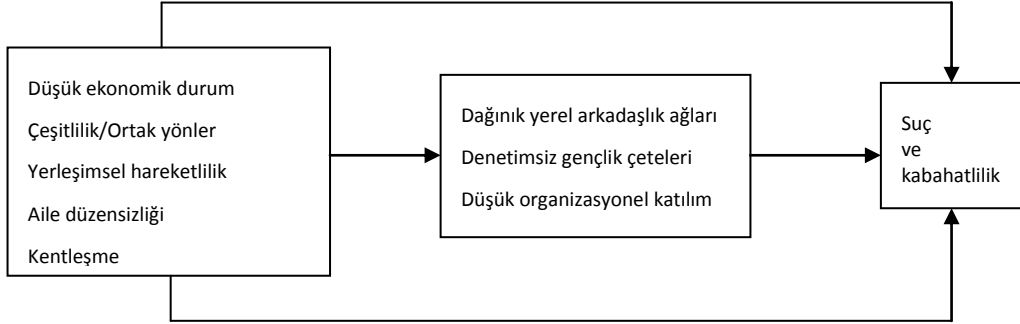 Düşük ekonomik durum
Çeşitlilik/Ortak yönler
Yerleşimsel hareketlilik
Aile düzensizliği
Kentleşme
Dağınık yerel arkadaşlık ağları
Denetimsiz gençlik çeteleri
Düşük organizasyonel katılım
Suç
ve
kabahatlilik